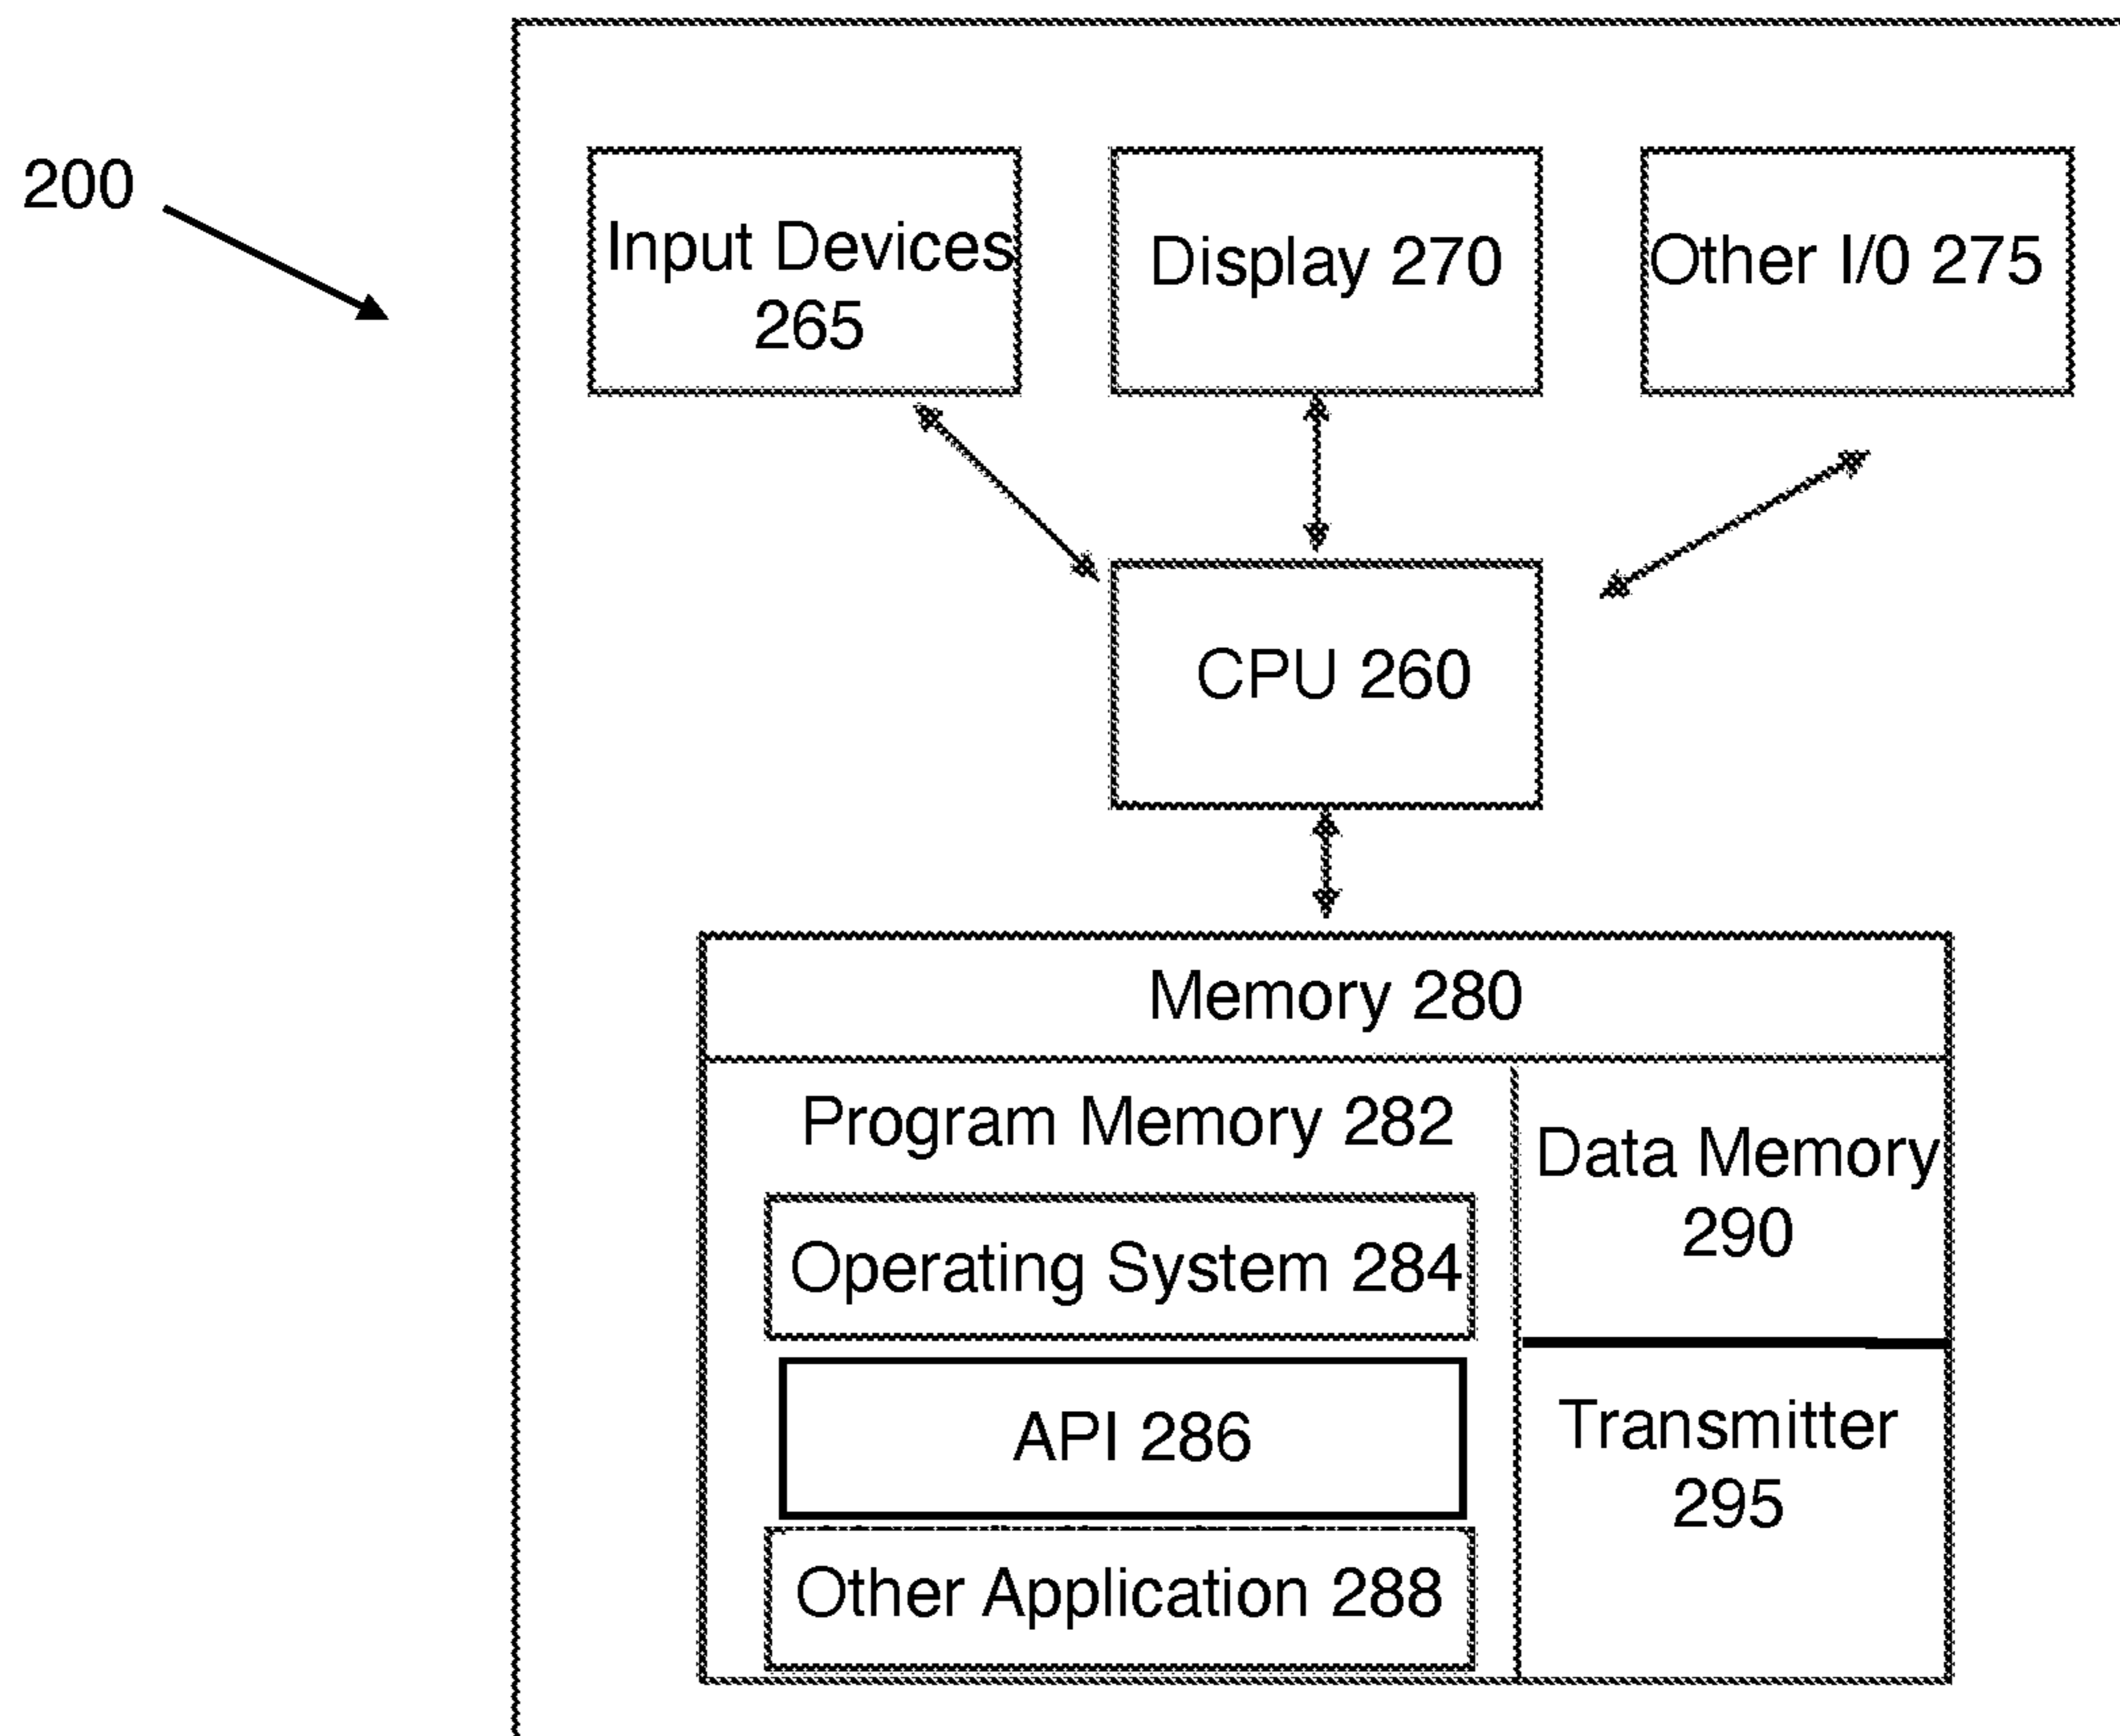 200
Input Devices
265
Display 270
Other I/0 275
CPU 260
Memory 280
Program Memory 282
Operating System 284
API 286
Other Application 288
Data Memory
290
Transmitter
295